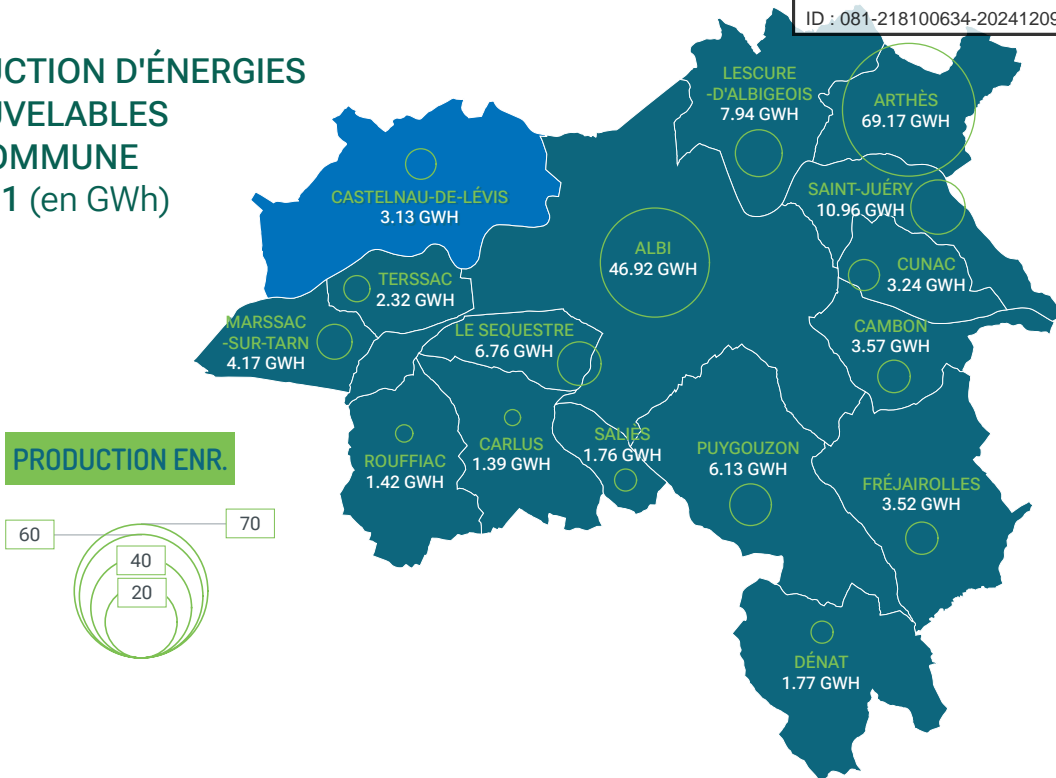 ID : 081-218100634-20241209
UCTION D'ÉNERGIES
UVELABLES
OMMUNE
1 (en GWh)
LESCURE
-D'ALBIGEOIS
7.94 GWH
ARTHÈS
69.17 GWH
CASTELNAU-DE-LÉVIS
3.13 GWH
SAINT-JUÉRY
10.96 GWH
ALBI
46.92 GWH
CUNAC
3.24 GWH
TERSSAC
2.32 GWH
MARSSAC
-SUR-TARN
4.17 GWH
LE SEQUESTRE
6.76 GWH
CAMBON
3.57 GWH
ROUFFIAC
1.42 GWH
CARLUS
1.39 GWH
SALIÈS
1.76 GWH
PUYGOUZON
6.13 GWH
FRÉJAIROLLES
3.52 GWH
DÉNAT
1.77 GWH
PRODUCTION ENR.
70
60
40
20